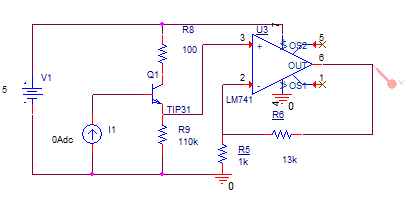 R8
100
U3
7
3
+
OS2
5
V1
5
Q1
OUT
6
V
2
-
OS1
1
LM741
4
0
TIP31
I1
0Adc
R9
110k
R6
13k
R5
1k
0